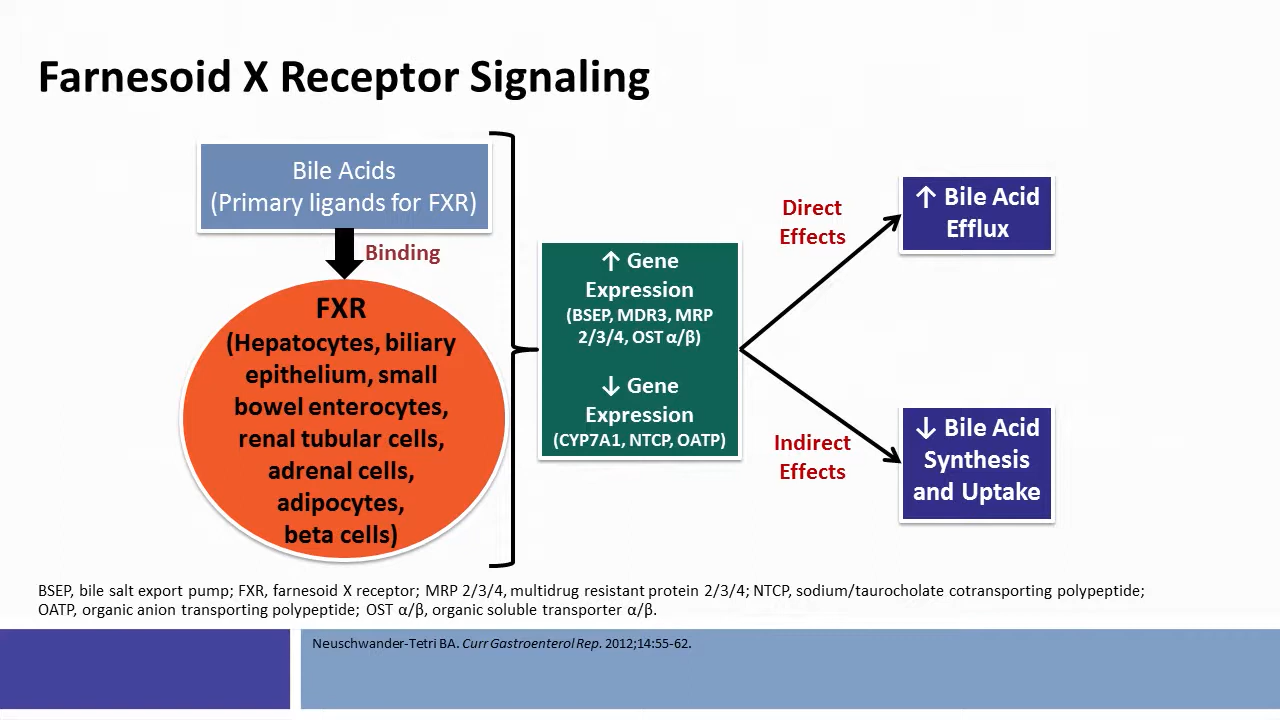 Farnesoid X Receptor Signaling
Bile Acids
(Primary ligands for FXR)
Binding
FXR
(Hepatocytes, biliary
epithelium, small
bowel enterocytes,
renal tubular cells,
adrenal cells,
adipocytes,
beta cells)
↑ Gene
Expression
(BSEP, MDR3, MRP
2/3/4, OST α/β)
↓ Gene
Expression
(CYP7A1, NTCP, OATP)
Direct
Effects
↑ Bile Acid
Efflux
Indirect
Effects
↓ Bile Acid
Synthesis
and Uptake
BSEP, bile salt export pump; FXR, farnesoid X receptor; MRP 2/3/4, multidrug resistant protein 2/3/4; NTCP, sodium/taurocholate cotransporting polypeptide;
OATP, organic anion transporting polypeptide; OST α/β, organic soluble transporter α/β.
Neuschwander-Tetri BA. Curr Gastroenterol Rep. 2012;14:55-62.